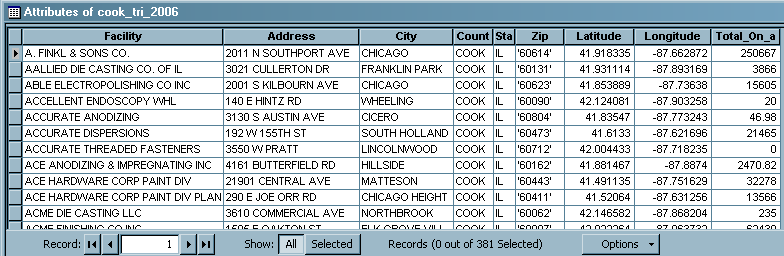 Attributes of cook_tri_2006
Facility Address City Count Sta Zip Latitude Longitude Total_On_a
A. FINKL & SONS CO. 2011 N SOUTHPORT AVE CHICAGO COOK IL '60614' 41.918335 -87.662872 250667
AALLIED DIE CASTING CO. OF IL 3021 CULLERTON DR FRANKLIN PARK COOK IL '60131' 41.931114 -87.893169 3866
ABLE ELECTROPOLISHING CO INC 2001 S KILBOURN AVE CHICAGO COOK IL '60623' 41.853889 -87.73638 15605
ACCELLENT ENDOSCOPY WHL 140 E HINTZ RD WHEELING COOK IL '60090' 42.124081 -87.903258 20
ACCURATE ANODIZING 3130 S AUSTIN AVE CICERO COOK IL '60804' 41.83547 -87.773243 46.98
ACCURATE DISPERSIONS 192 W 155TH ST SOUTH HOLLAND COOK IL '60473' 41.6133 -87.621696 21465
ACCURATE THREADED FASTENERS 3550 W PRATT LINCOLNWOOD COOK IL '60712' 42.004433 -87.718235 0
ACE ANODIZING & IMPREGNATING INC 4161 BUTTERFIELD RD HILLSIDE COOK IL '60162' 41.881467 -87.8874 2470.82
ACE HARDWARE CORP PAINT DIV 21901 CENTRAL AVE MATTESON COOK IL '60443' 41.491135 -87.751629 32278
ACE HARDWARE CORP PAINT DIV PLAN 290 E JOE ORR RD CHICAGO HEIGHT COOK IL '60411' 41.52064 -87.631256 13566
ACME DIE CASTING LLC 3610 COMMERCIAL AVE NORTHBROOK COOK IL '60062' 42.146582 -87.868204 235
ACME FINISHING CO INC 1595 E OAKTON ST ELK GROVE VILL COOK IL '60007'
Record: 1 Show: All Selected Records (0 out of 381 Selected) Options